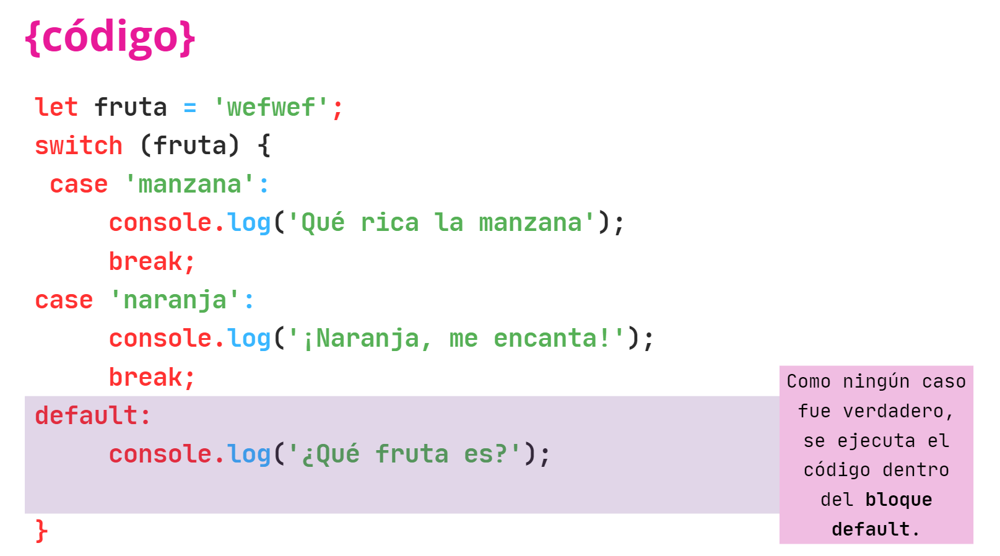 {código}
let fruta = 'wefwef';
switch (fruta) {
case 'manzana':
console.log('Qué rica la manzana');
break;
case 'naranja':
console.log('¡Naranja, me encanta!');
break;
default:
console.log('¿Qué fruta es?');
}
Como ningún caso
fue verdadero,
se ejecuta el
código dentro
del bloque
default.